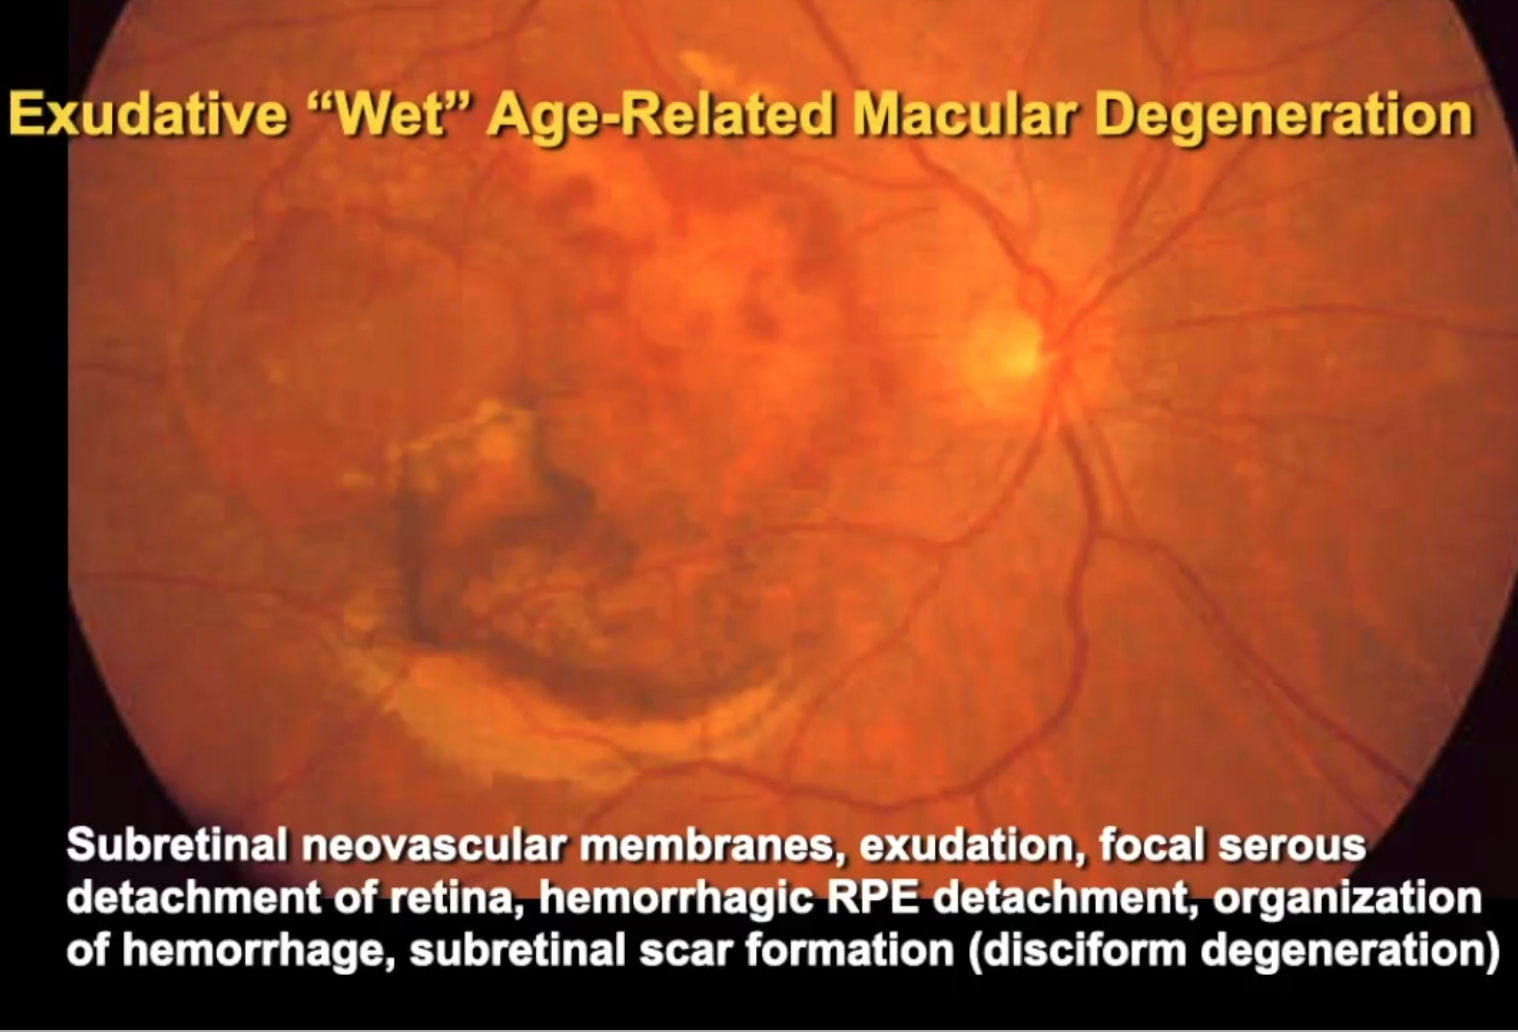 Exudative “Wet” Age-Related Macular Degeneration
Subretinal neovascular membranes, exudation, focal serous
detachment of retina, hemorrhagic RPE detachment, organization
of hemorrhage, subretinal scar formation (disciform degeneration)